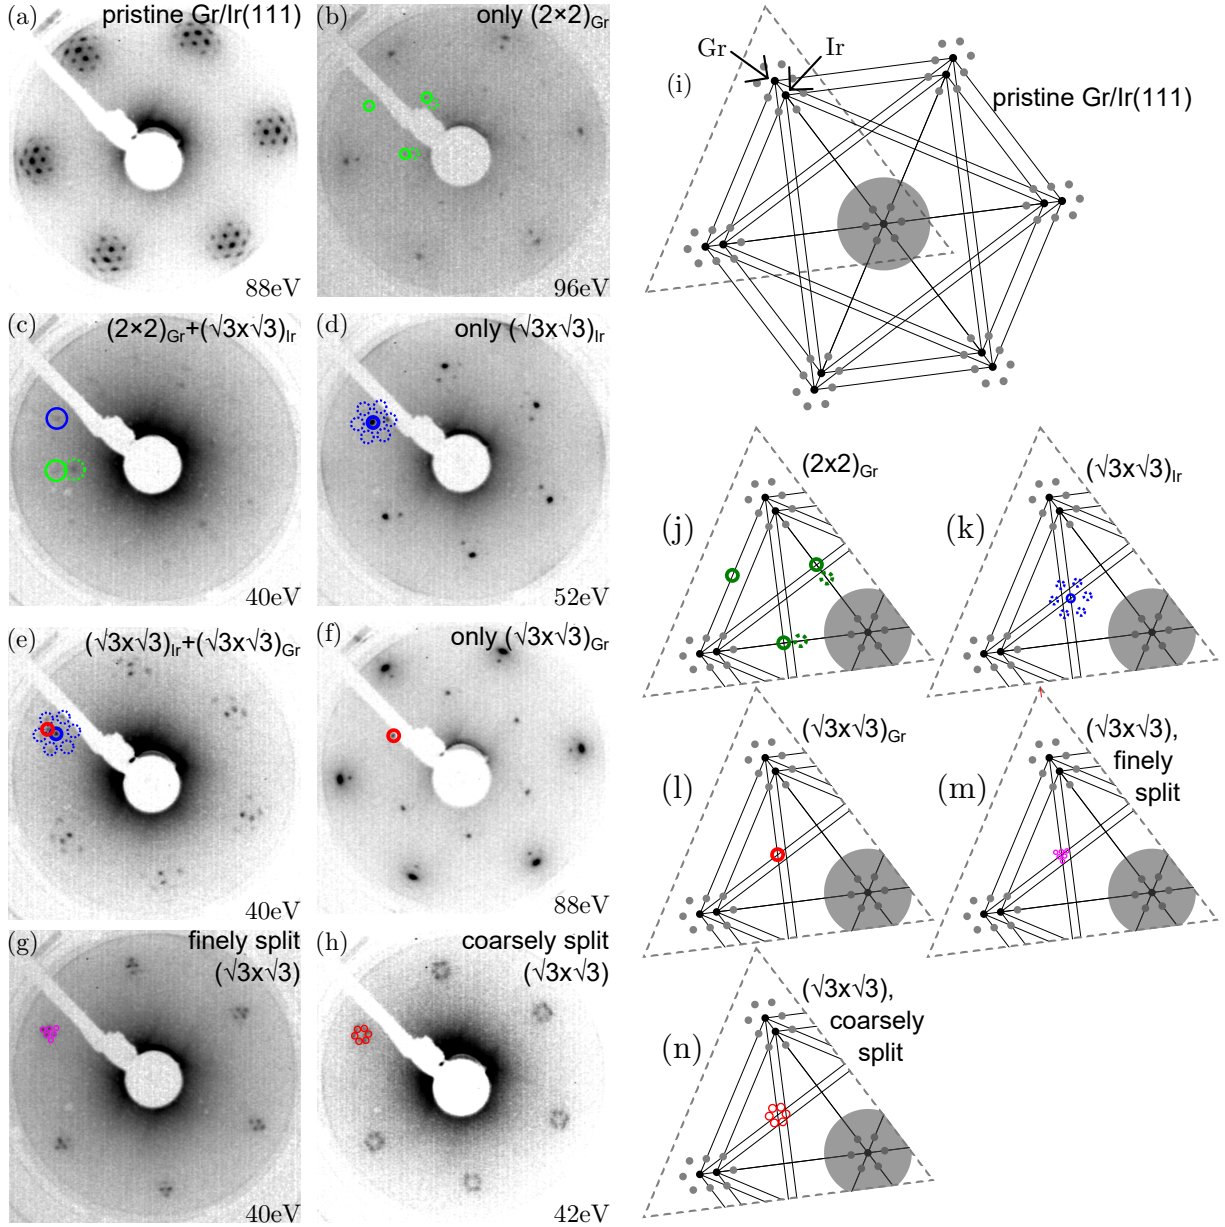 (a) pristine Gr/Ir(111)
88eV
(b) only (2×2)Gr
96eV
(c) (2×2)Gr+(√3x√3)Ir
40eV
(d) only (√3x√3)Ir
52eV
(e) (√3x√3)Ir+(√3x√3)Gr
40eV
(f) only (√3x√3)Gr
88eV
(g) finely split
(√3x√3)
40eV
(h) coarsely split
(√3x√3)
42eV
(i) Gr Ir
pristine Gr/Ir(111)
(j) (2x2)Gr
(k) (√3x√3)Ir
(l) (√3x√3)Gr
(m) (√3x√3),
finely
split
(n) (√3x√3),
coarsely
split